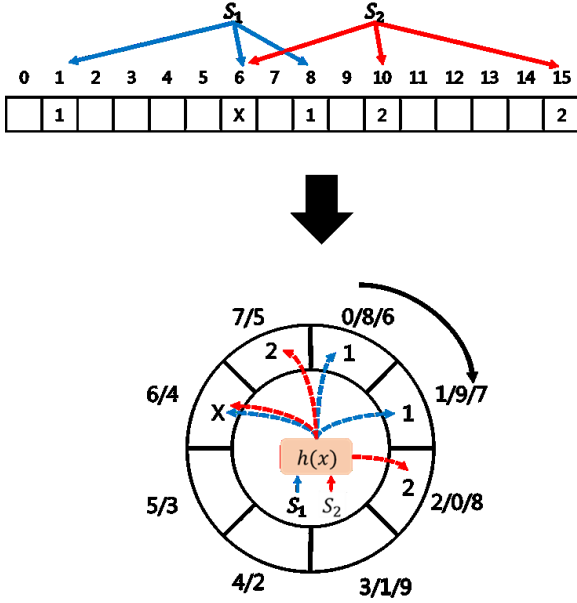 S₁ S₂
0 1 2 3 4 5 6 7 8 9 10 11 12 13 14 15
1 X 1 2 2
7/5 0/8/6
2 1
6/4 1/9/7
X 1
h(x)
2
5/3 S₁ S₂ 2/0/8
4/2 3/1/9